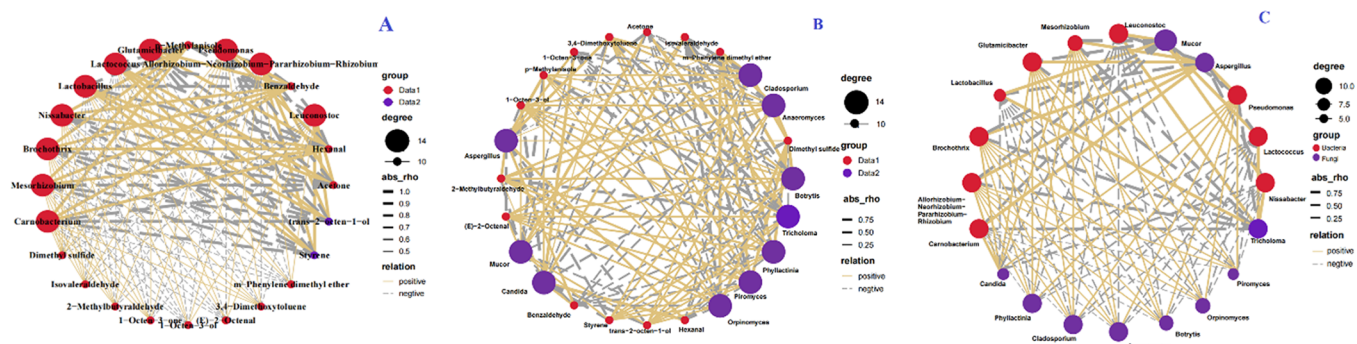 A
p-Methylanisole
Glutamicibacter
Pseudomonas
Lactococcus
Allorhizobium-Neorhizobium-Pararhizobium-Rhizobium
Lactobacillus
Benzaldehyde
Nissabacter
Leuconostoc
Brochothrix
Hexanal
Mesorhizobium
Acetone
Carnobacterium
trans-2-octen-1-ol
Dimethyl sulfide
Styrene
Isovaleraldehyde
m-Phenylene dimethyl ether
2-Methylbutyraldehyde
3,4-Dimethoxytoluene
1-Octen-3-one
(E)-2-Octenal
1-Octen-3-ol
group
Data1
Data2
degree
14
10
abs_rho
1.0
0.9
0.8
0.7
0.6
0.5
relation
positive
negtive
B
Acetone
3,4-Dimethoxytoluene
Isovaleraldehyde
1-Octen-3-one
m-Phenylene dimethyl ether
p-Methylanisole
Cladosporium
1-Octen-3-ol
Anaeromyces
Aspergillus
Dimethyl sulfide
2-Methylbutyraldehyde
Botrytis
(E)-2-Octenal
Tricholoma
Mucor
Phyllactinia
Candida
Piromyces
Benzaldehyde
Orpinomyces
Styrene
Hexanal
trans-2-octen-1-ol
degree
14
10
group
Data1
Data2
abs_rho
0.75
0.50
0.25
relation
positive
negtive
C
Leuconostoc
Mesorhizobium
Mucor
Glutamicibacter
Aspergillus
Lactobacillus
Pseudomonae
Brochothrix
Lactococcus
Allorhizobium-
Neorhizobium-
Pararhizobium-
Rhizobium
Nissabacter
Carnobacterium
Tricholoma
Candida
Piromyces
Phyllactinia
Orpinomyces
Cladosporium
Botrytis
degree
10.0
7.5
5.0
group
Bacteria
Fungi
abs_rho
0.75
0.50
0.25
relation
positive
negtive